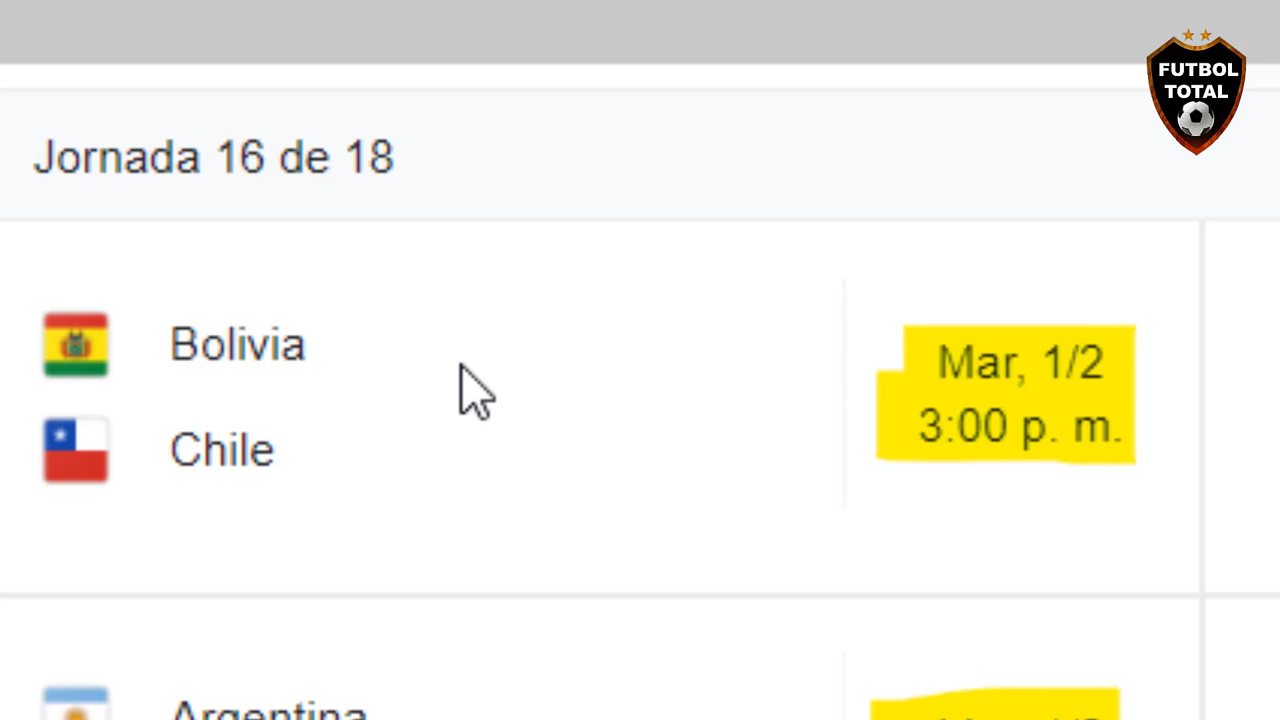 FUTBOL
TOTAL
Jornada 16 de 18
Bolivia
Mar, 1/2
3:00 p. m.
Chile
Argentina